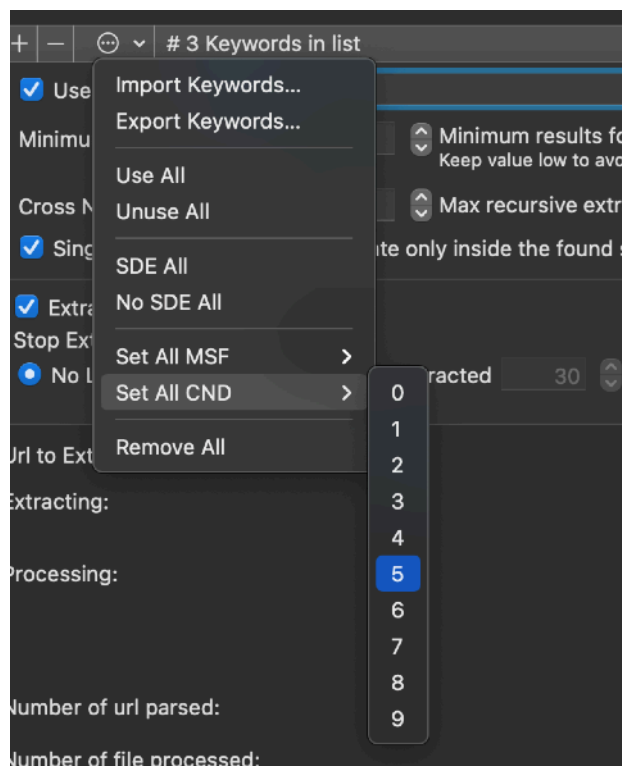 + − # 3 Keywords in list
Use
Import Keywords...
Export Keywords...
Minimu
Minimum results fo
Keep value low to avo
Use All
Unuse All
Cross N
Max recursive extr
Sing
te only inside the found s
SDE All
No SDE All
Extra
Stop Ext
Set All MSF
No L
Set All CND
racted 30
0
1
2
3
4
5
6
7
8
9
Remove All
Url to Ext
Extracting:
Processing:
Number of url parsed:
Number of file processed: